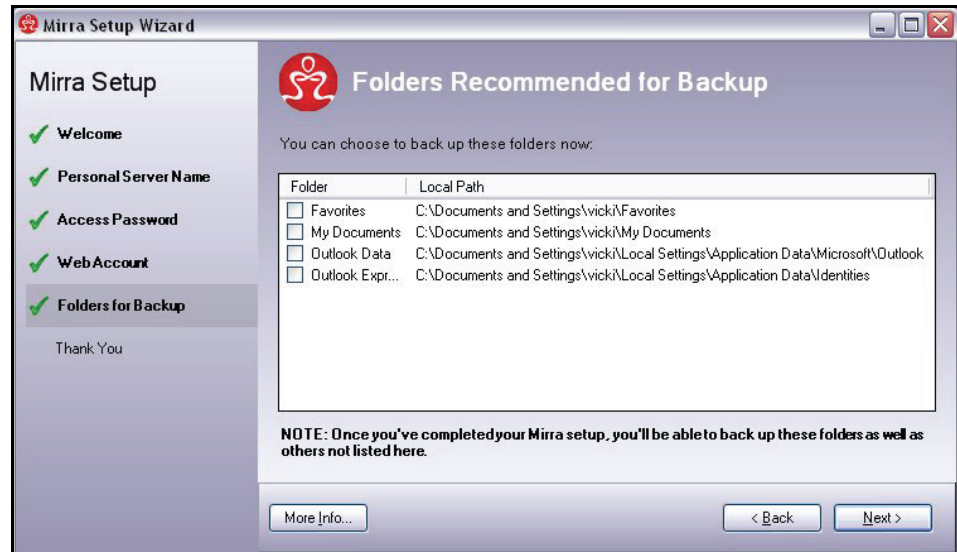 Mirra Setup Wizard
Mirra Setup
Welcome
Personal Server Name
Access Password
Web Account
Folders for Backup
Thank You
Folders Recommended for Backup
You can choose to back up these folders now:
Folder Local Path
Favorites C:\Documents and Settings\vicki\Favorites
My Documents C:\Documents and Settings\vicki\My Documents
Outlook Data C:\Documents and Settings\vicki\Local Settings\Application Data\Microsoft\Outlook
Outlook Expr... C:\Documents and Settings\vicki\Local Settings\Application Data\Identities
NOTE: Once you've completed your Mirra setup, you'll be able to back up these folders as well as
others not listed here.
More Info...
< Back
Next >